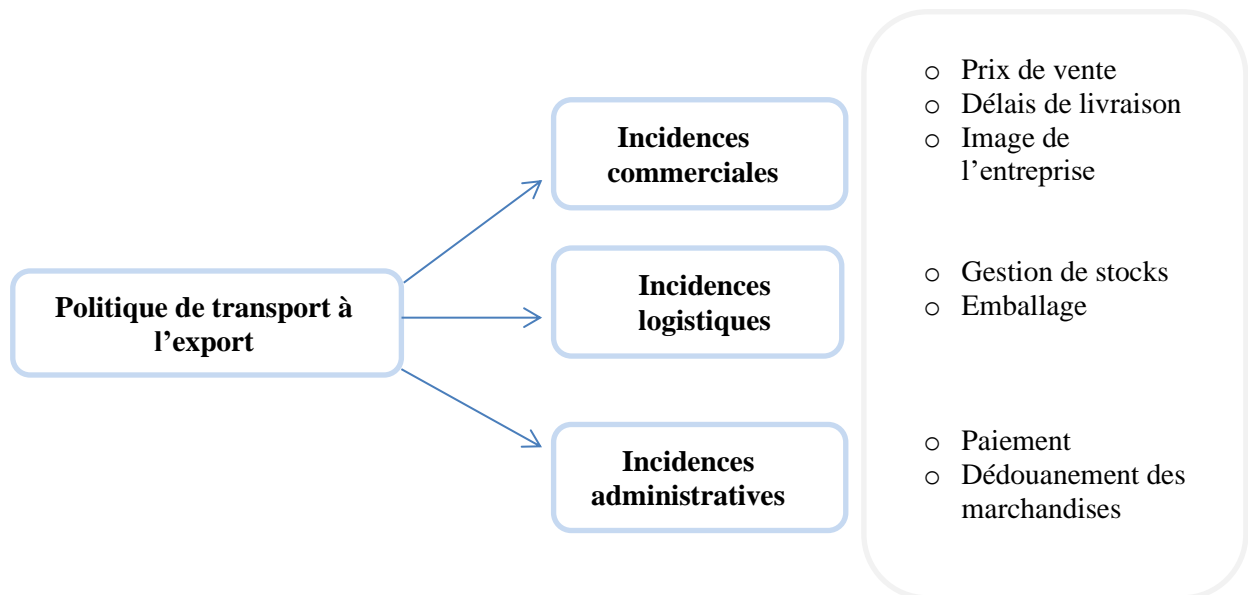 Politique de transport à
l’export
Incidences
commerciales
o Prix de vente
o Délais de livraison
o Image de
l’entreprise
Incidences
logistiques
o Gestion de stocks
o Emballage
Incidences
administratives
o Paiement
o Dédouanement des
marchandises